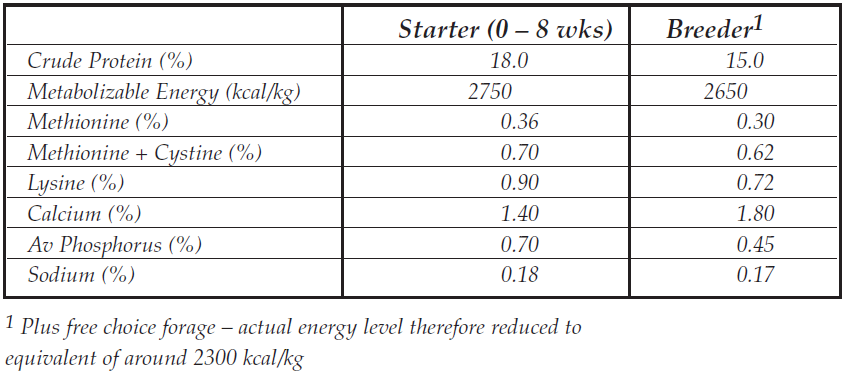 Starter (0 – 8 wks) Breeder1
Crude Protein (%) 18.0 15.0
Metabolizable Energy (kcal/kg) 2750 2650
Methionine (%) 0.36 0.30
Methionine + Cystine (%) 0.70 0.62
Lysine (%) 0.90 0.72
Calcium (%) 1.40 1.80
Av Phosphorus (%) 0.70 0.45
Sodium (%) 0.18 0.17
1 Plus free choice forage – actual energy level therefore reduced to
equivalent of around 2300 kcal/kg